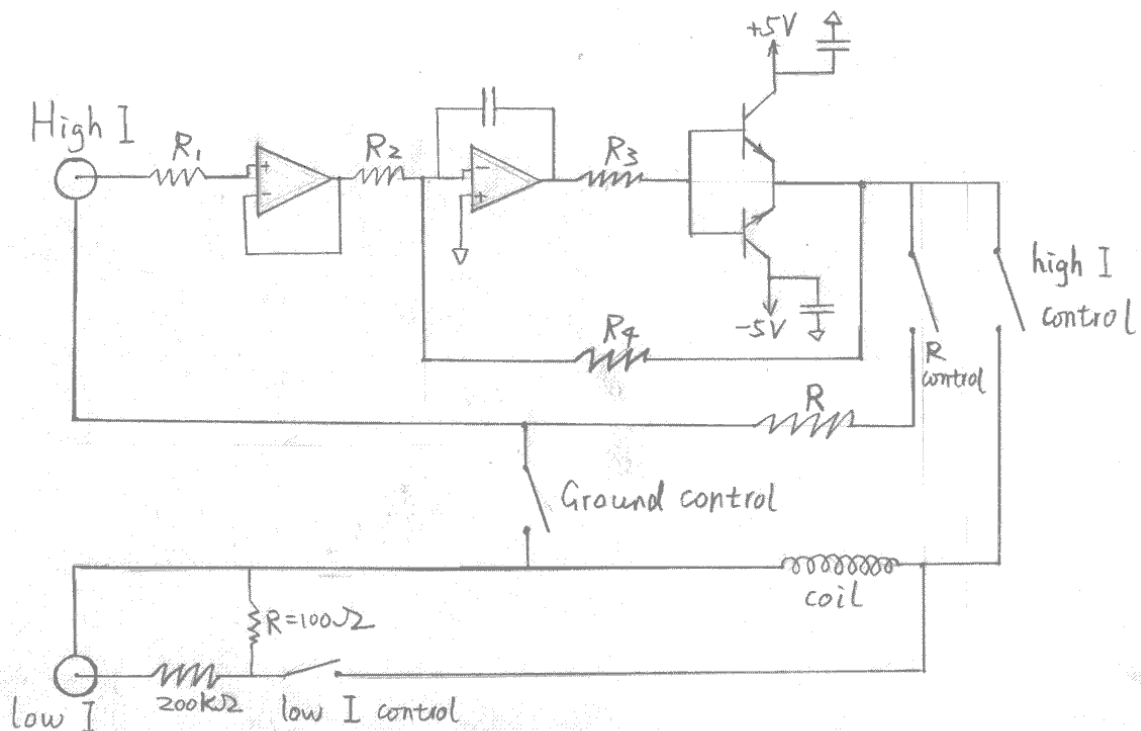 +5V
High I
R1
R2
R3
+
-
-
+
high I
control
-5V
R4
R
control
R
Ground control
coil
R=100Ω
200kΩ
low I
low I control